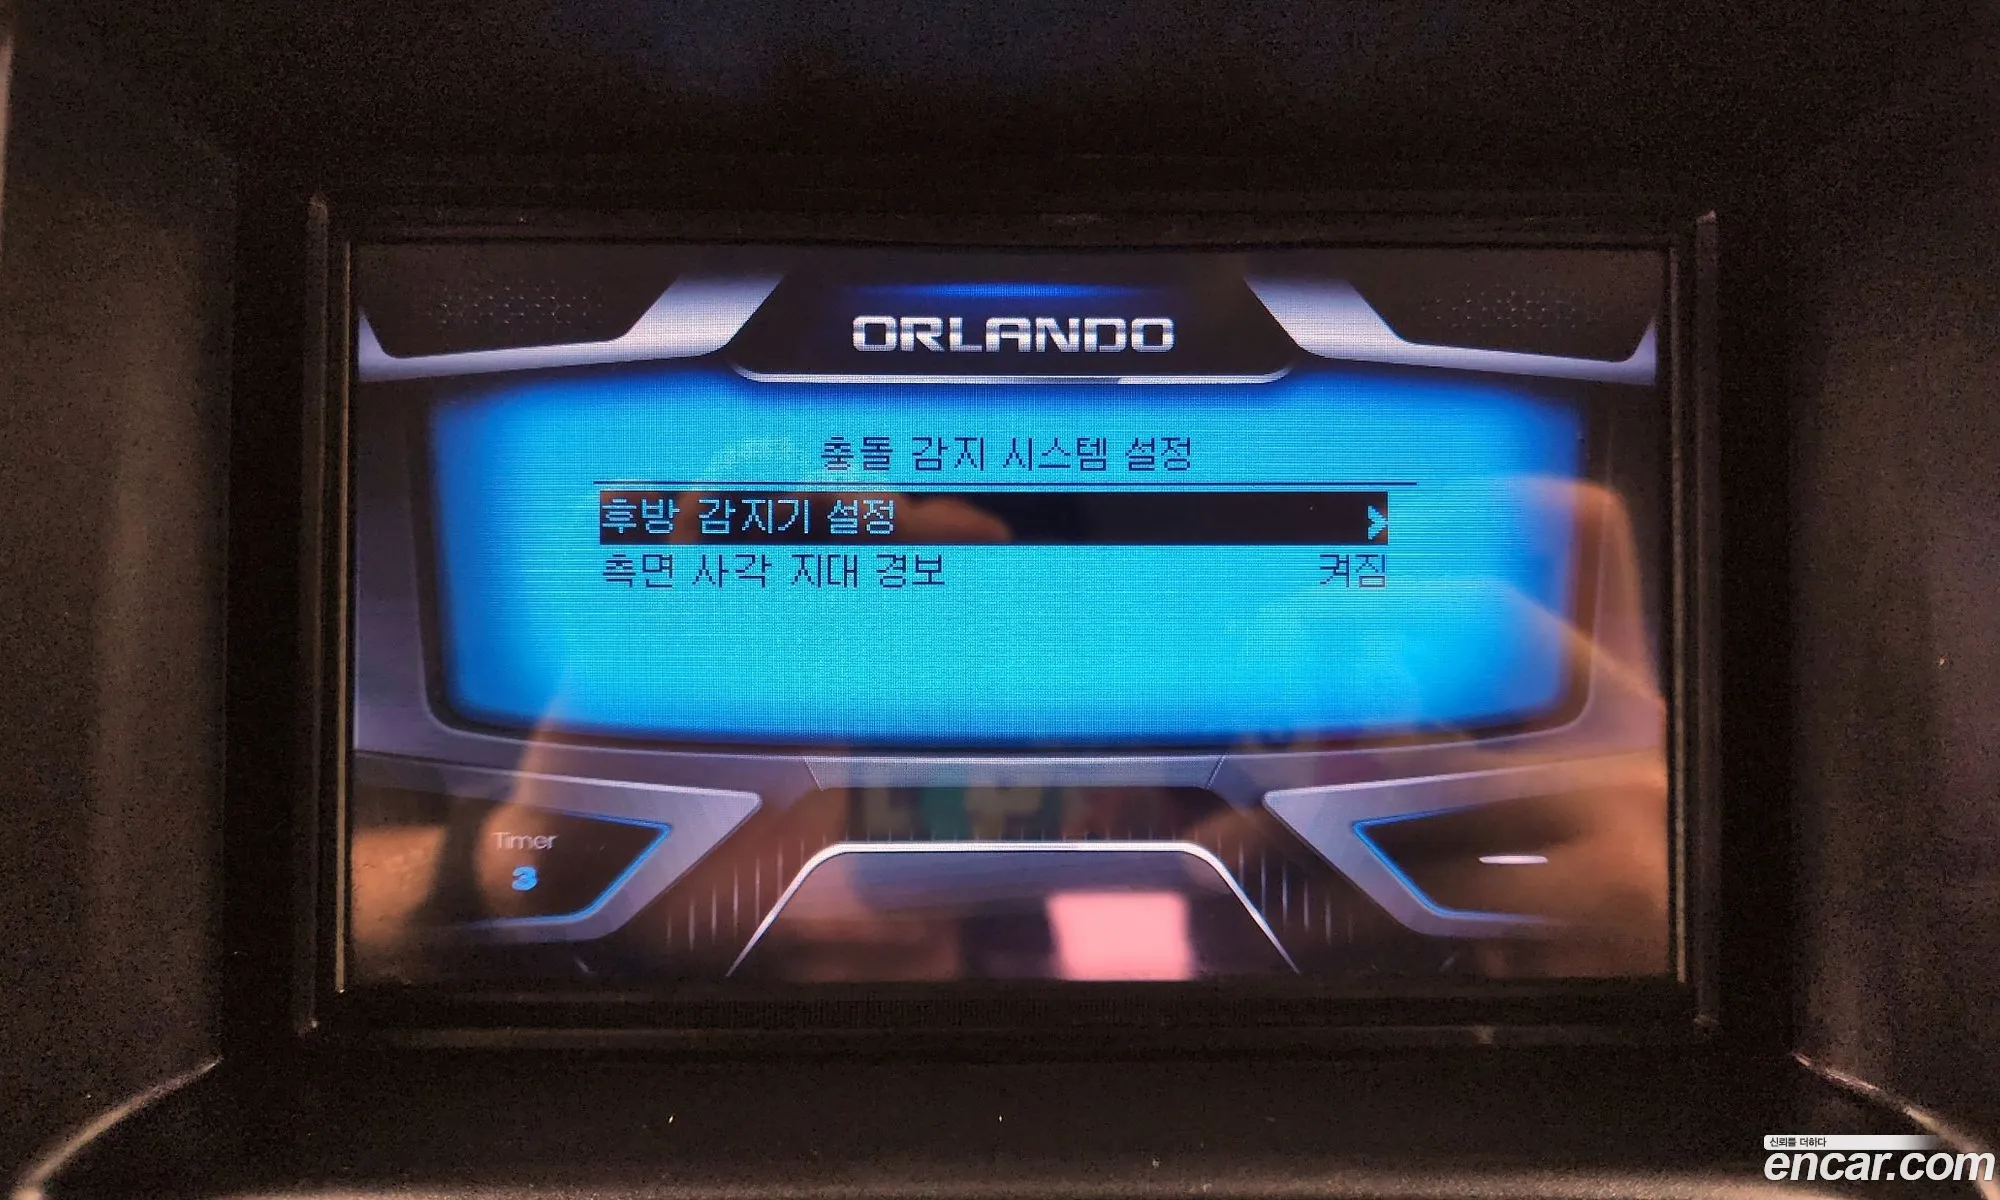 ORLANDO
충돌 감지 시스템 설정
후방 감지기 설정
측면 사각 지대 경보 켜짐
Timer
3
신뢰를 더하다
encar.com